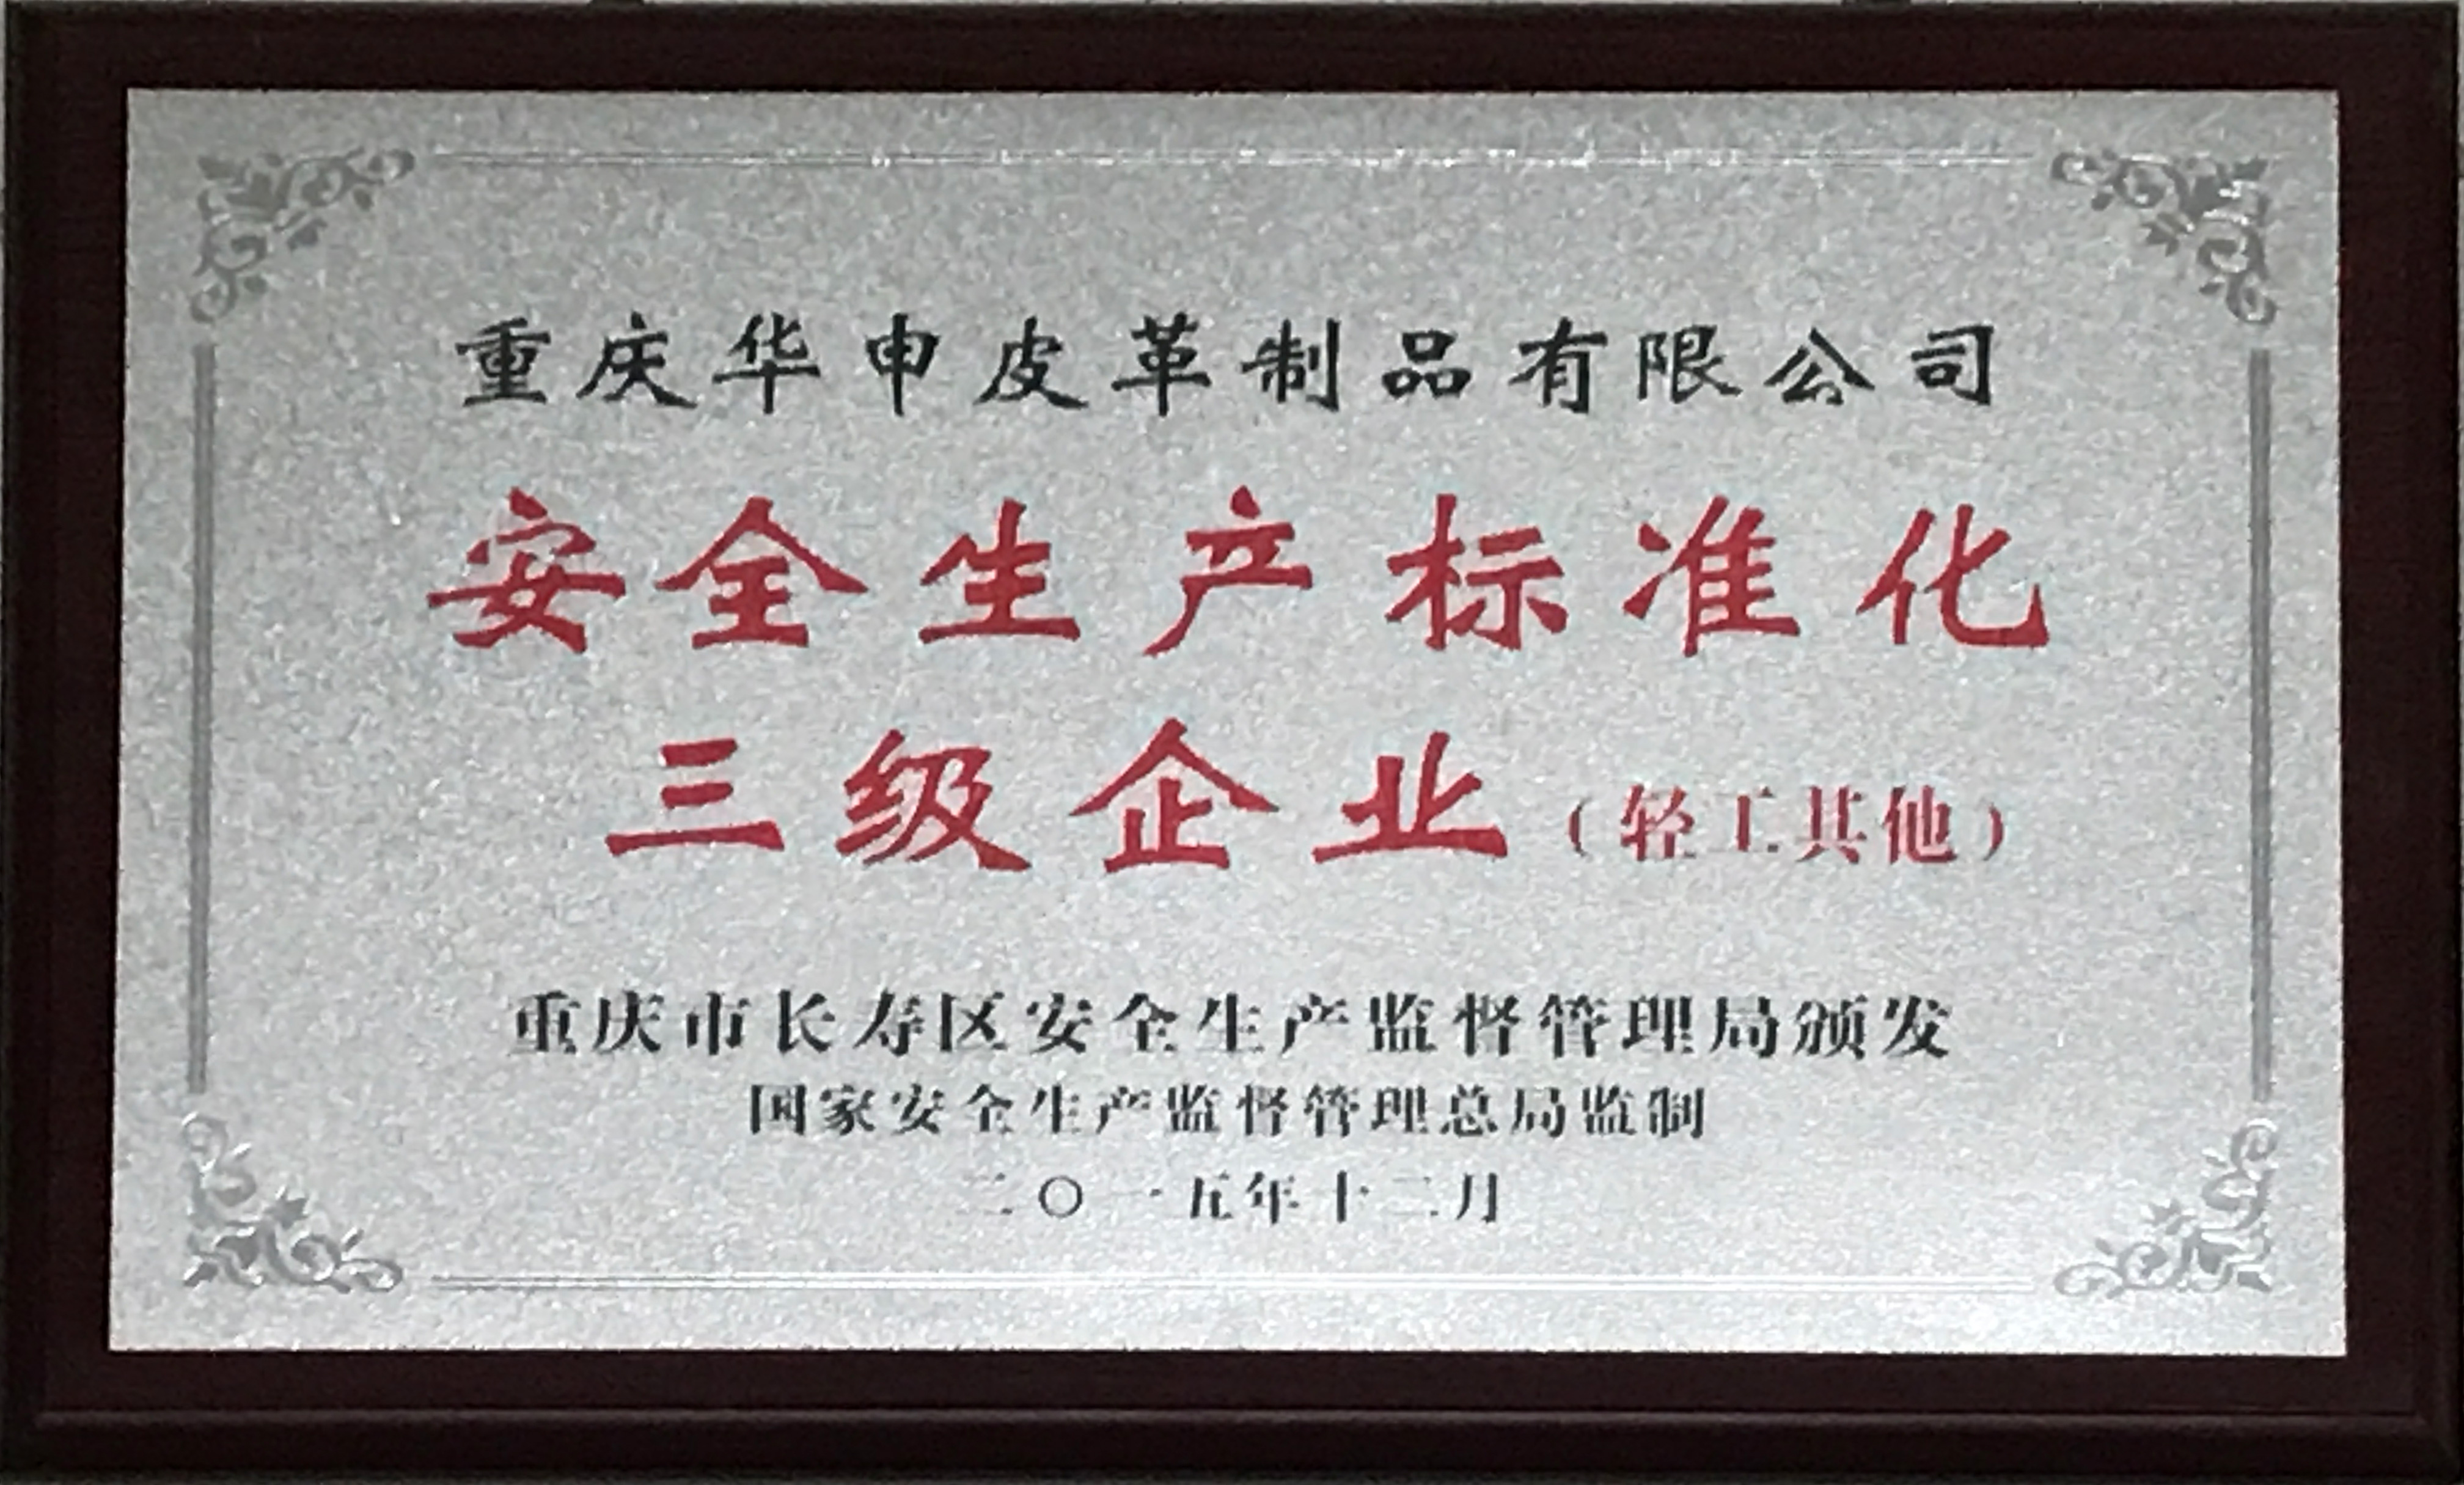 重庆华申皮革制品有限公司
安全生产标准化
三级企业（轻工其他）
重庆市长寿区安全生产监督管理局颁发
国家安全生产监督管理总局监制
二〇一五年十二月